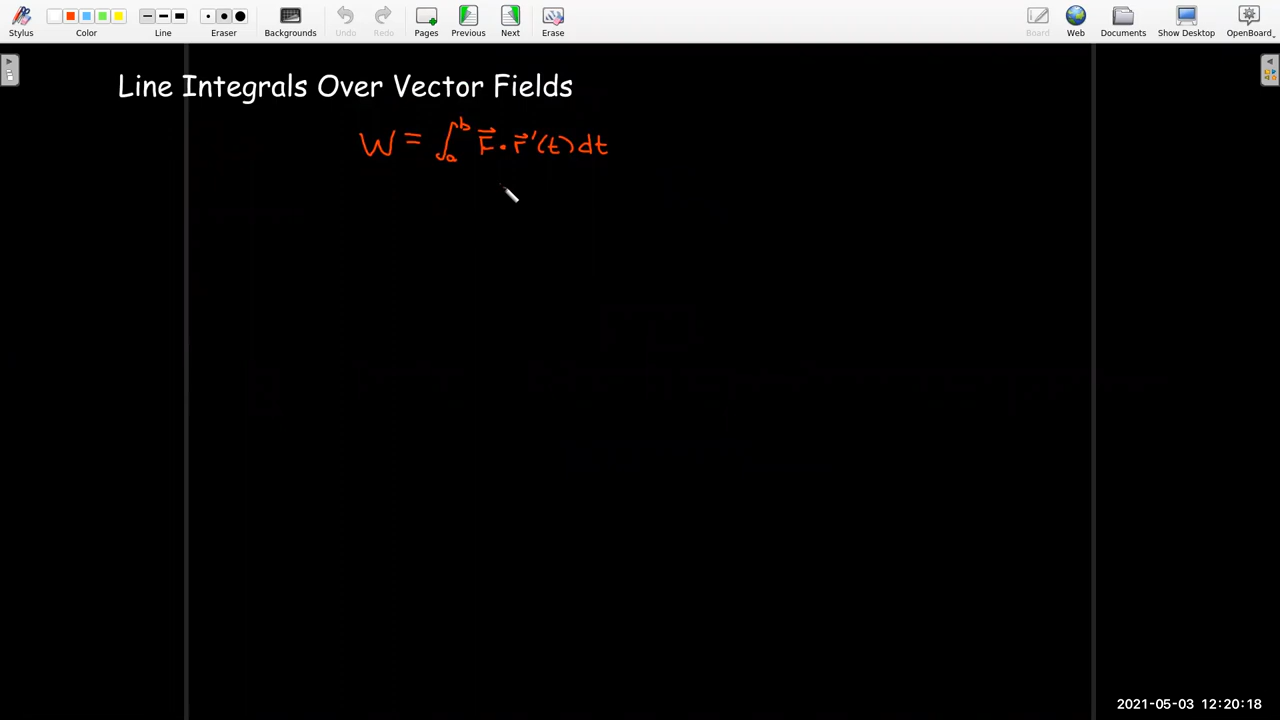 Stylus Color Line Eraser Backgrounds Undo Redo Pages Previous Next Erase Board Web Documents Show Desktop OpenBoard
Line Integrals Over Vector Fields
W = ∫ₐᵇ F⃗ · r⃗ '(t) dt
2021-05-03 12:20:18